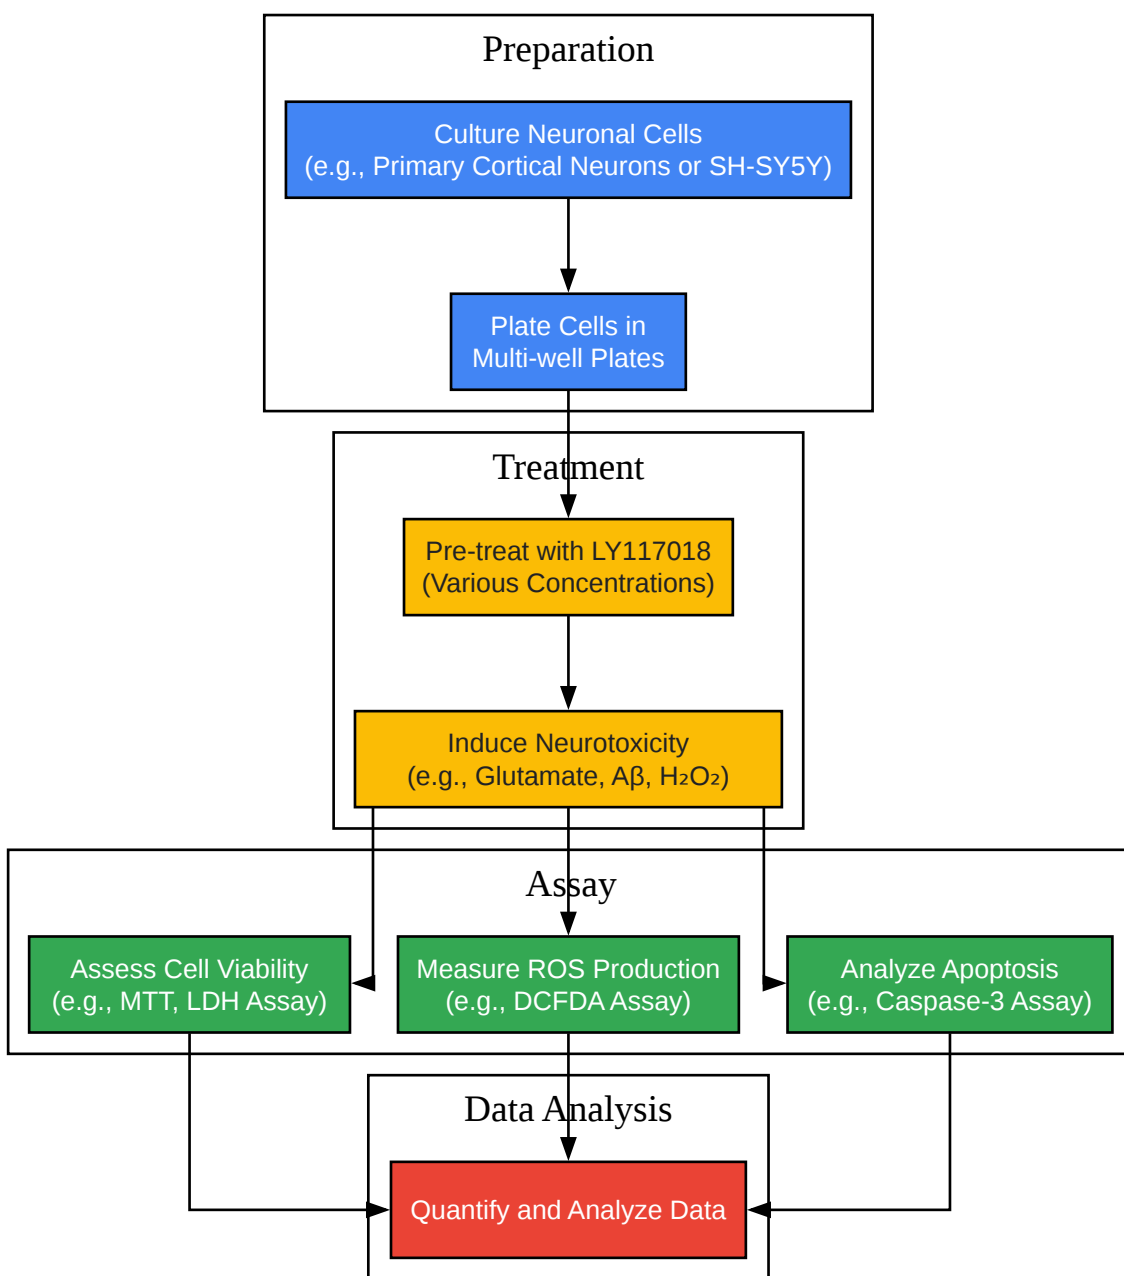 Preparation
Culture Neuronal Cells
(e.g., Primary Cortical Neurons or SH-SY5Y)
Plate Cells in
Multi-well Plates
Treatment
Pre-treat with LY117018
(Various Concentrations)
Induce Neurotoxicity
(e.g., Glutamate, Aβ, H₂O₂)
Assay
Assess Cell Viability
(e.g., MTT, LDH Assay)
Measure ROS Production
(e.g., DCFDA Assay)
Analyze Apoptosis
(e.g., Caspase-3 Assay)
Data Analysis
Quantify and Analyze Data